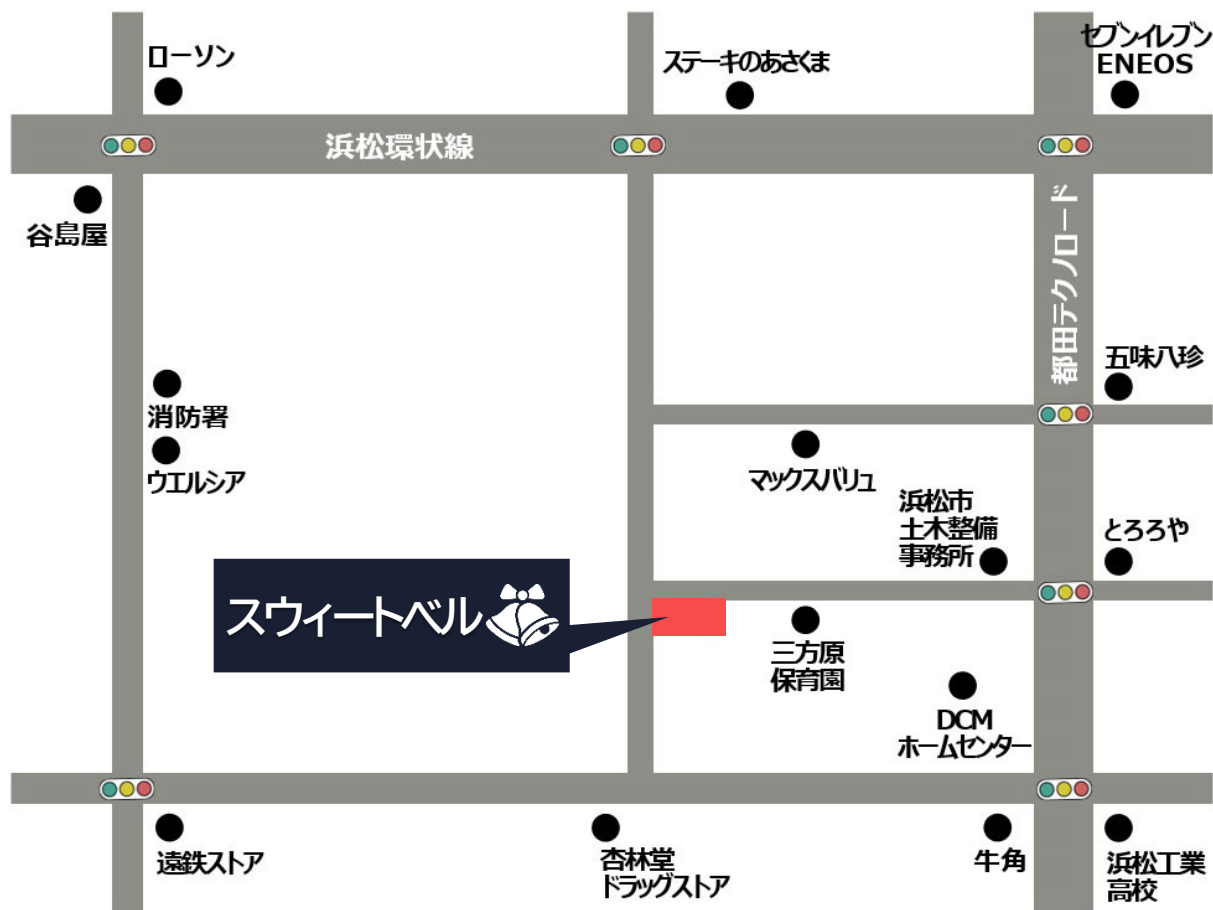 ローソン
ステーキのあさくま
セブンイレブン
ENEOS
浜松環状線
谷島屋
都田テクノロード
五味八珍
消防署
ウエルシア
マックスバリュ
浜松市
土木整備
事務所
とろろや
スウィートベル
三方原
保育園
DCM
ホームセンター
遠鉄ストア
杏林堂
ドラッグストア
牛角
浜松工業
高校